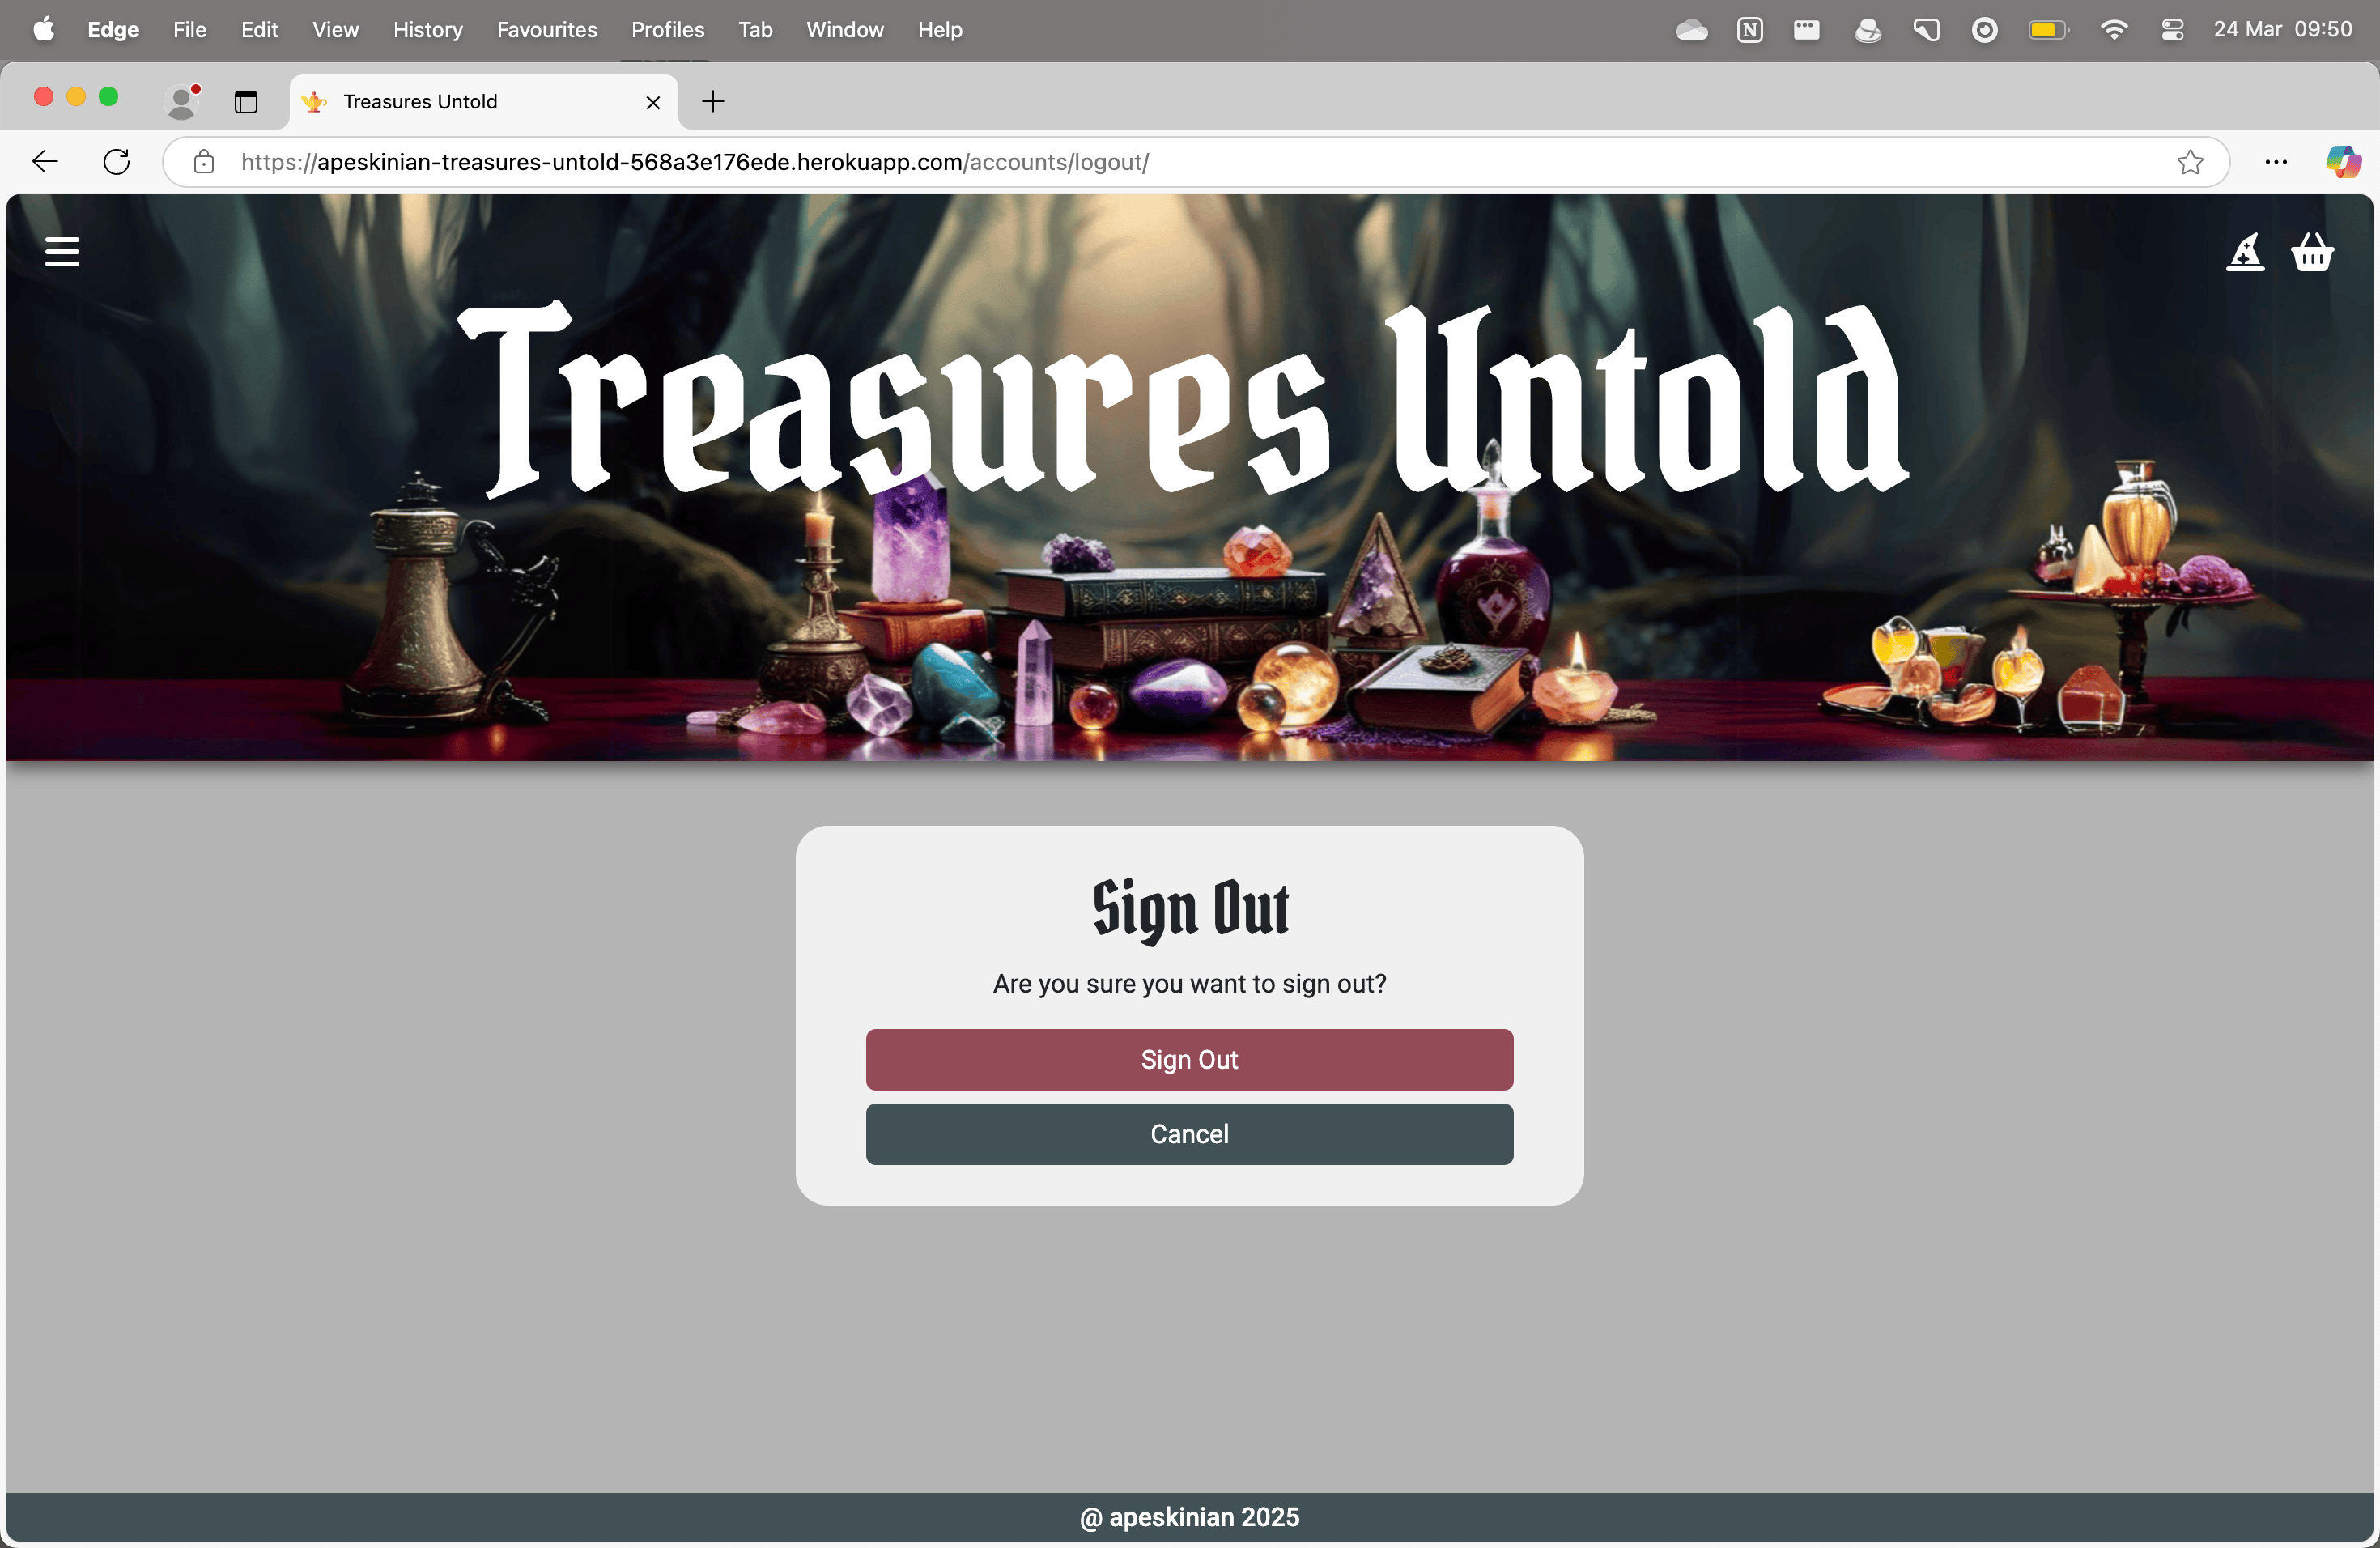 Edge File Edit View History Favourites Profiles Tab Window Help 24 Mar 09:50
Treasures Untold
https://apeskinian-treasures-untold-568a3e176ede.herokuapp.com/accounts/logout/
Treasures Untold
Sign Out
Are you sure you want to sign out?
Sign Out
Cancel
@ apeskinian 2025